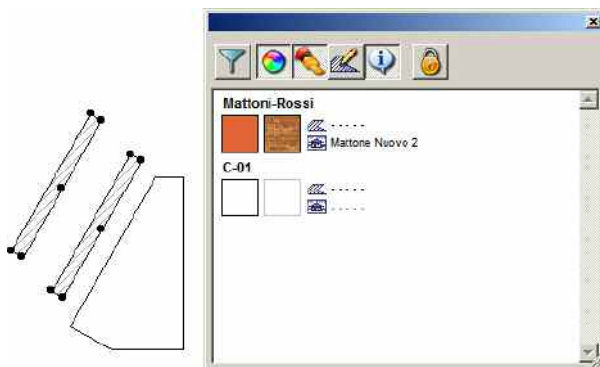 Mattoni-Rossi
- - - - -
Mattone Nuovo 2
C-01
- - - - -
- - - - -